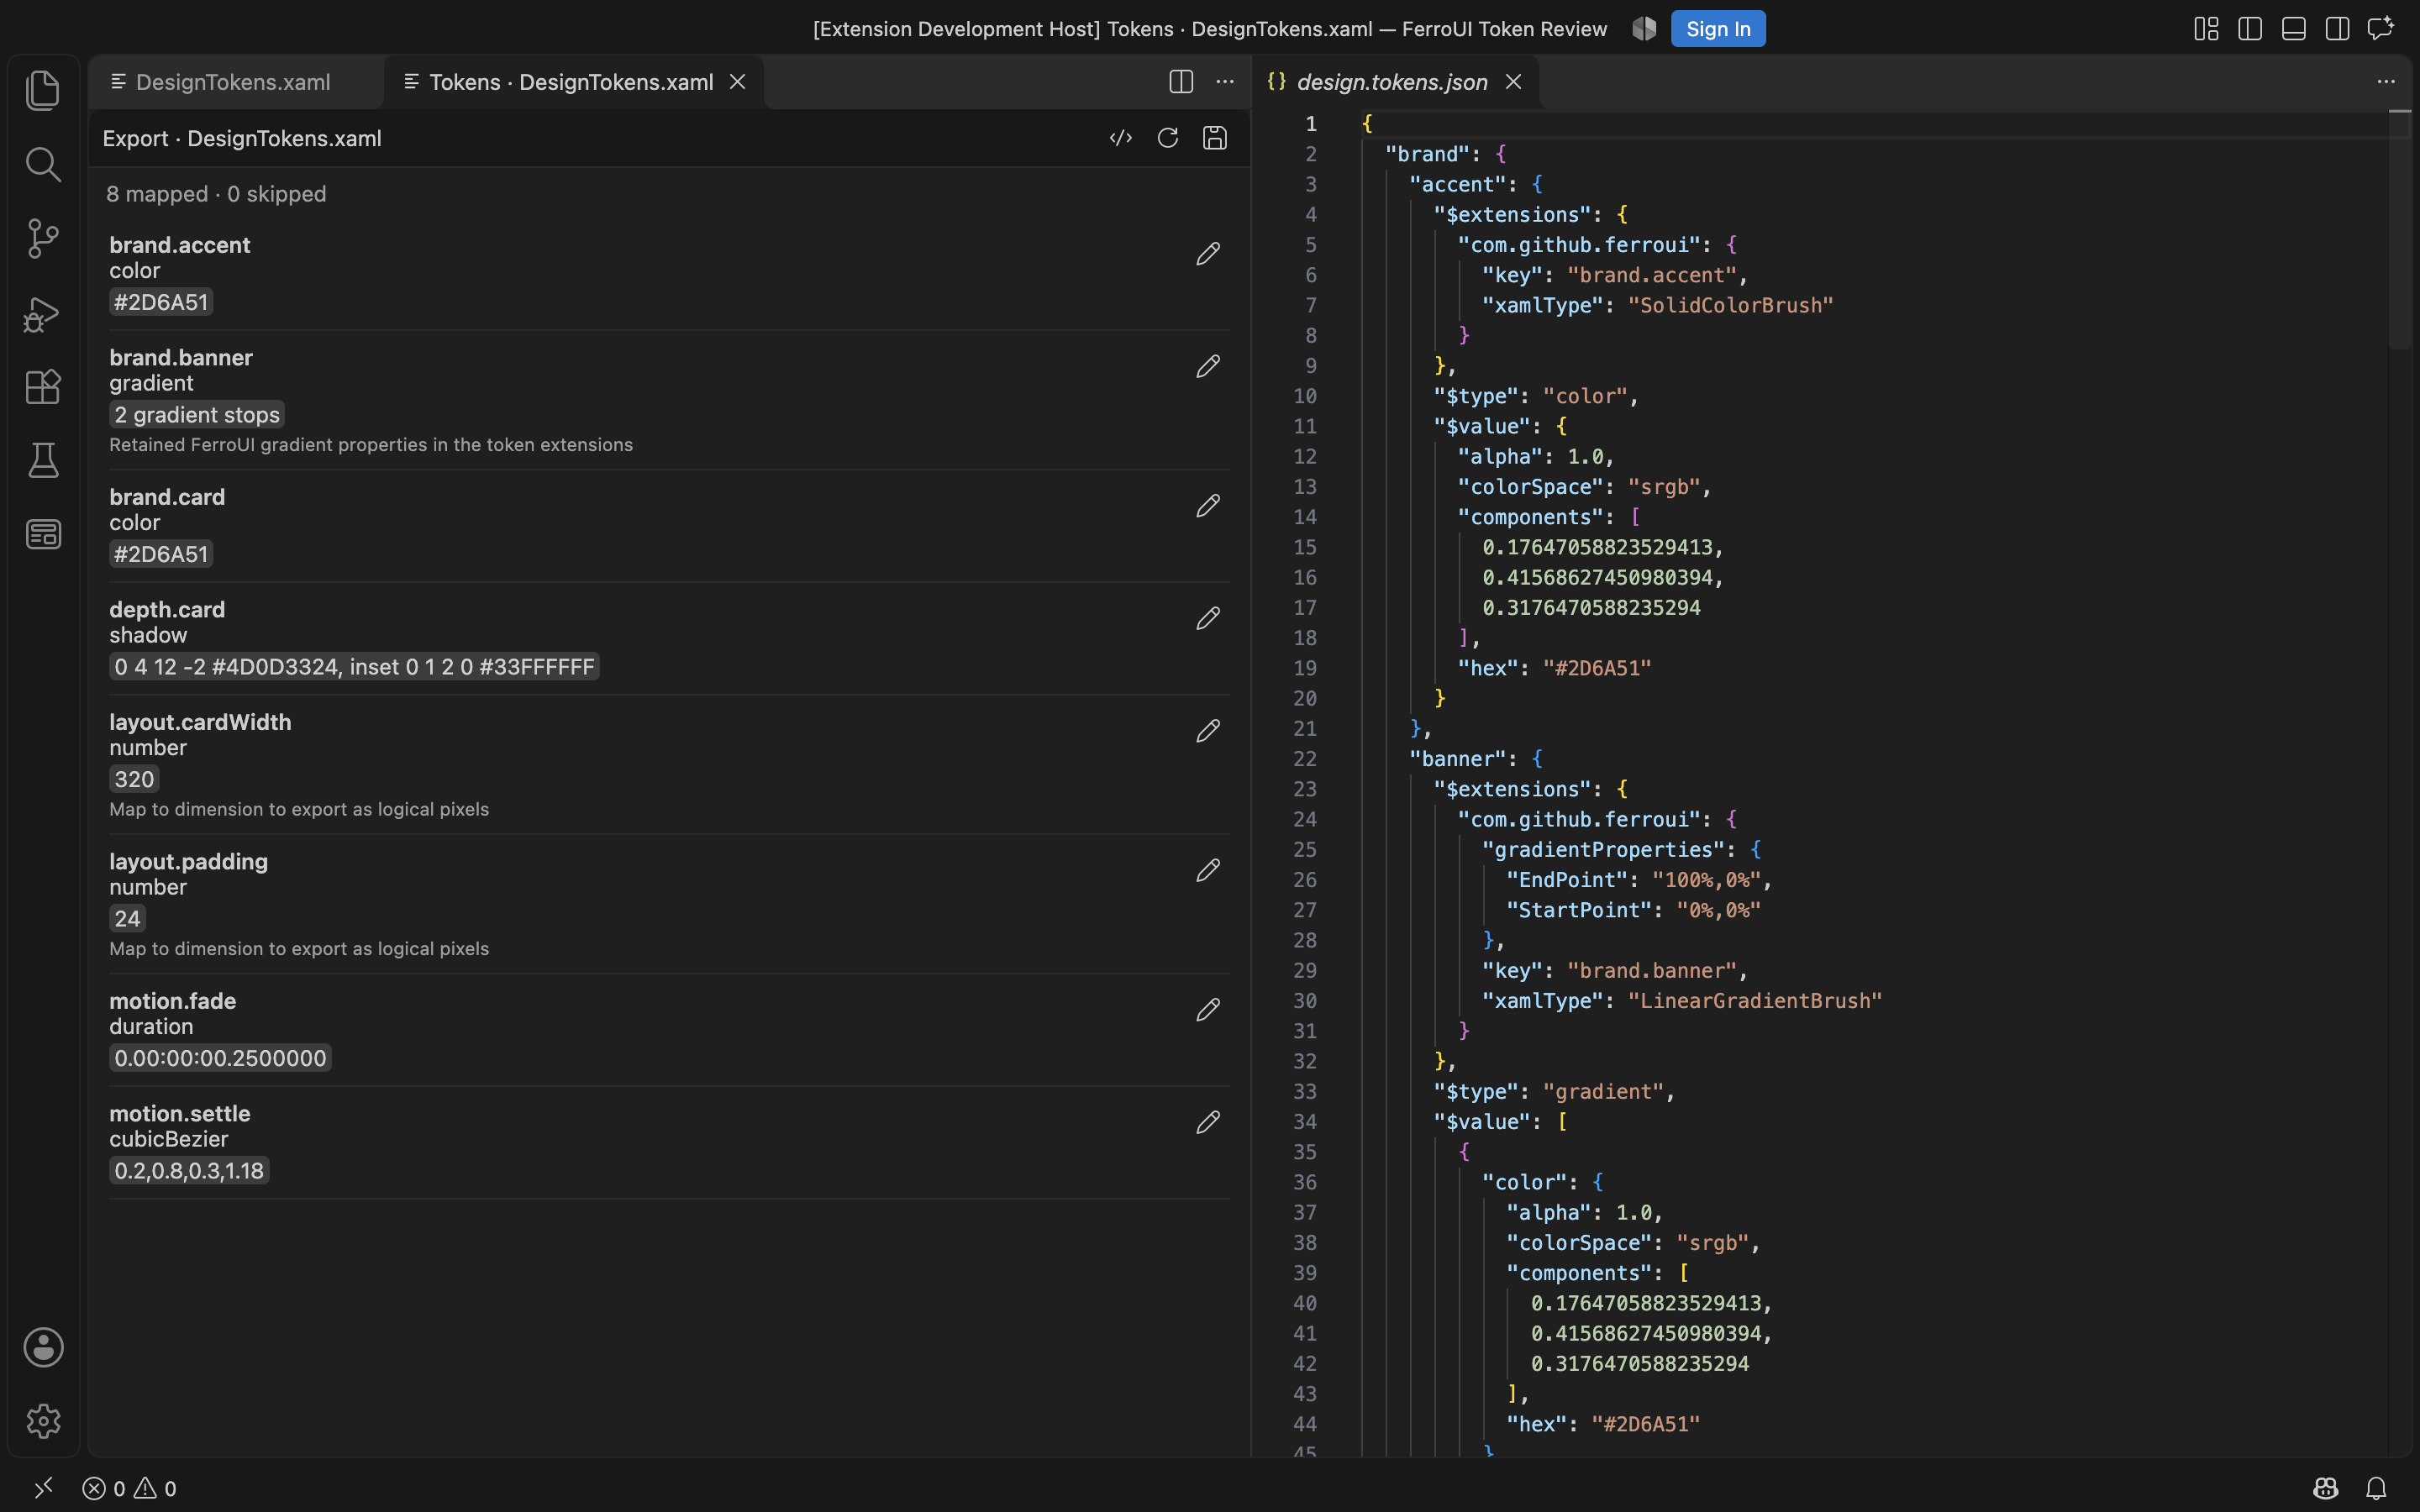 [Extension Development Host] Tokens · DesignTokens.xaml — FerroUI Token Review
Sign In
DesignTokens.xaml
Tokens · DesignTokens.xaml
Export · DesignTokens.xaml
8 mapped · 0 skipped
brand.accent
color
#2D6A51
brand.banner
gradient
2 gradient stops
Retained FerroUI gradient properties in the token extensions
brand.card
color
#2D6A51
depth.card
shadow
0 4 12 -2 #4D0D3324, inset 0 1 2 0 #33FFFFFF
layout.cardWidth
number
320
Map to dimension to export as logical pixels
layout.padding
number
24
Map to dimension to export as logical pixels
motion.fade
duration
0.00:00:00.2500000
motion.settle
cubicBezier
0.2,0.8,0.3,1.18
{} design.tokens.json
1 {
2 "brand": {
3 "accent": {
4 "$extensions": {
5 "com.github.ferroui": {
6 "key": "brand.accent",
7 "xamlType": "SolidColorBrush"
8 }
9 },
10 "$type": "color",
11 "$value": {
12 "alpha": 1.0,
13 "colorSpace": "srgb",
14 "components": [
15 0.17647058823529413,
16 0.41568627450980394,
17 0.3176470588235294
18 ],
19 "hex": "#2D6A51"
20 }
21 },
22 "banner": {
23 "$extensions": {
24 "com.github.ferroui": {
25 "gradientProperties": {
26 "EndPoint": "100%,0%",
27 "StartPoint": "0%,0%"
28 },
29 "key": "brand.banner",
30 "xamlType": "LinearGradientBrush"
31 }
32 },
33 "$type": "gradient",
34 "$value": [
35 {
36 "color": {
37 "alpha": 1.0,
38 "colorSpace": "srgb",
39 "components": [
40 0.17647058823529413,
41 0.41568627450980394,
42 0.3176470588235294
43 ],
44 "hex": "#2D6A51"
45 }
0 0